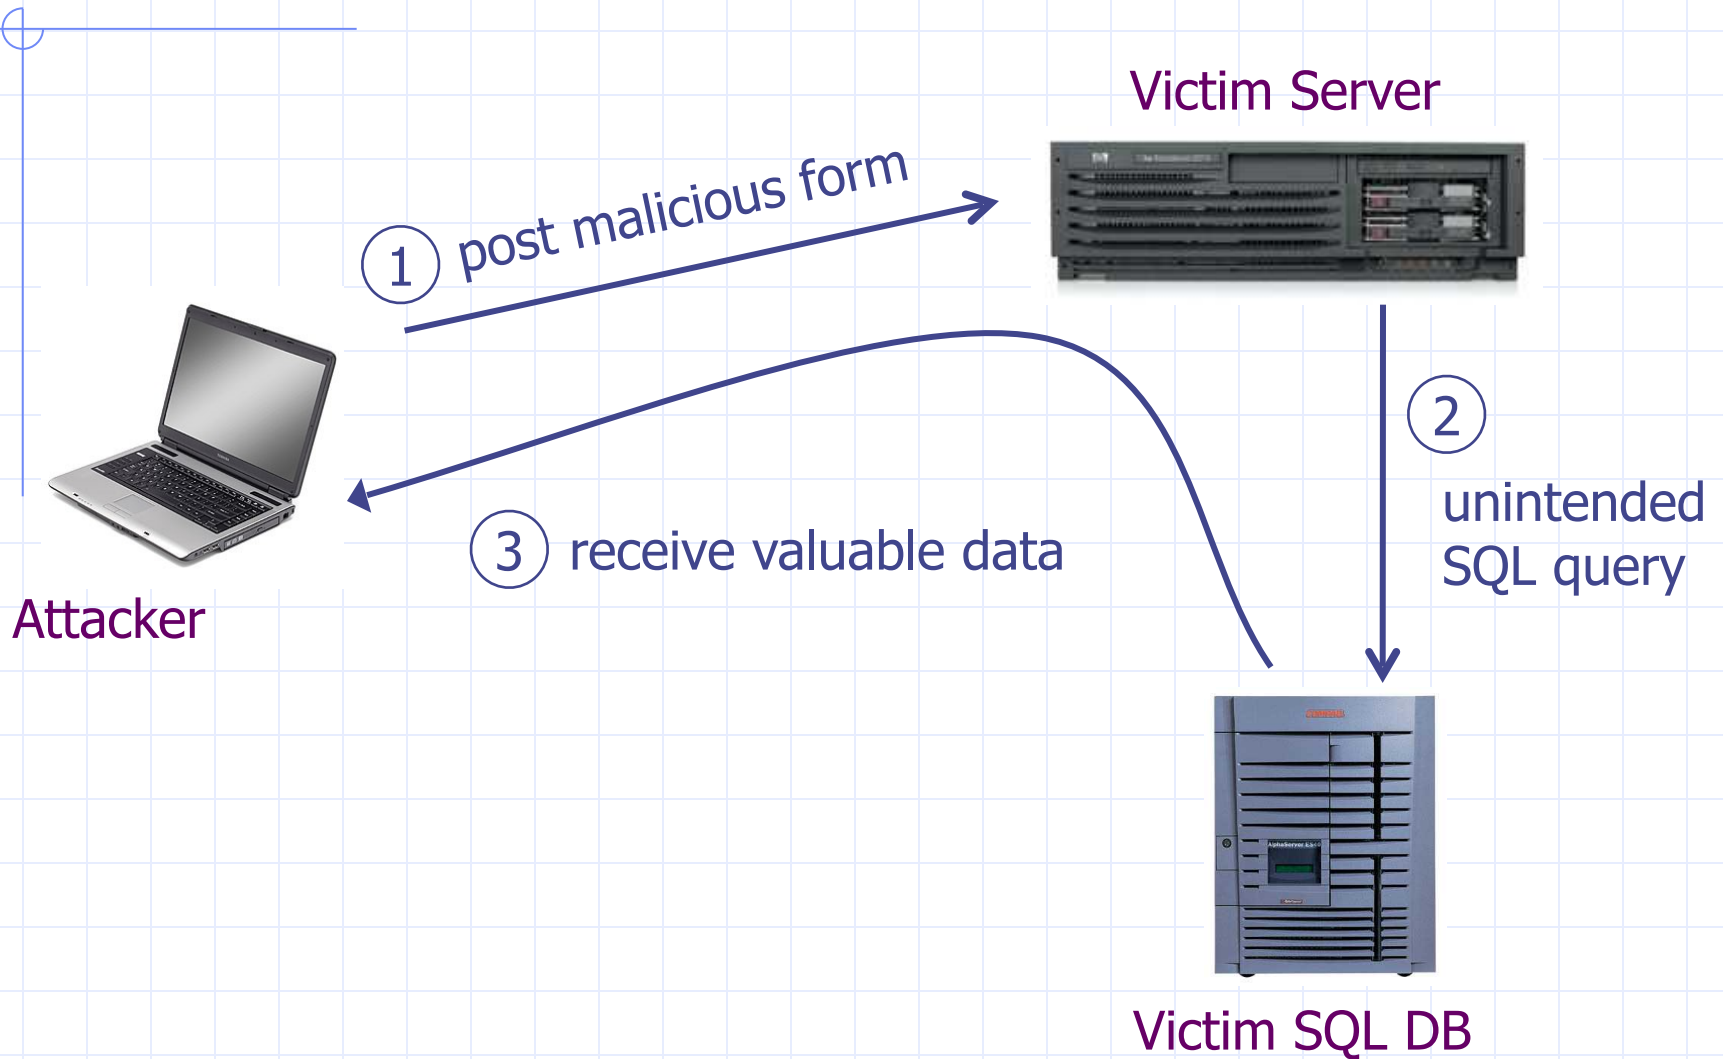 Victim Server
1 post malicious form
2
unintended
SQL query
3 receive valuable data
Attacker
Victim SQL DB